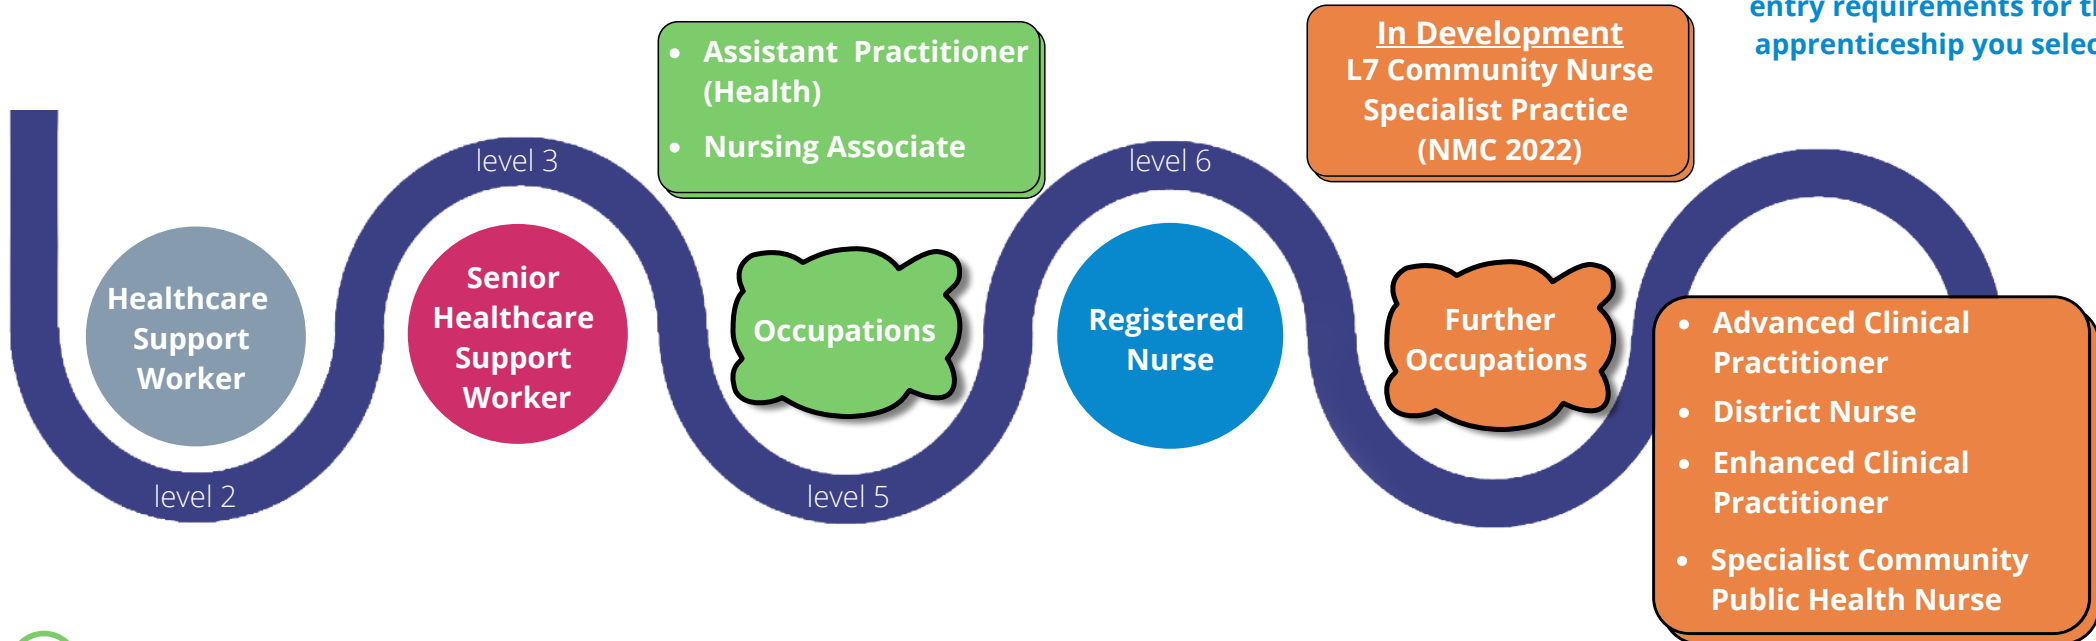 entry requirements for th
apprenticeship you selec
• Assistant Practitioner
(Health)
• Nursing Associate
In Development
L7 Community Nurse
Specialist Practice
(NMC 2022)
level 3
level 6
Healthcare
Support
Worker
Senior
Healthcare
Support
Worker
Occupations
Registered
Nurse
Further
Occupations
• Advanced Clinical
Practitioner
• District Nurse
• Enhanced Clinical
Practitioner
• Specialist Community
Public Health Nurse
level 2
level 5